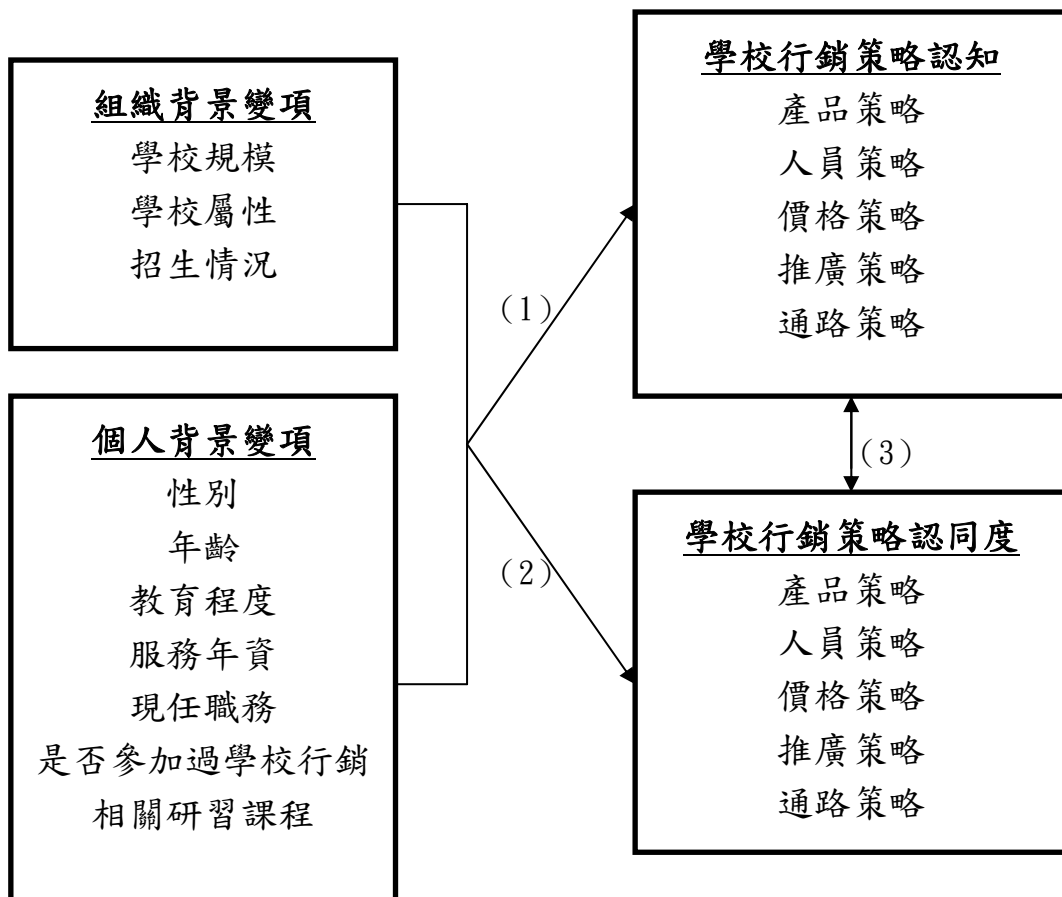 組織背景變項
學校規模
學校屬性
招生情況
個人背景變項
性別
年齡
教育程度
服務年資
現任職務
是否參加過學校行銷
相關研習課程
(1)
(2)
學校行銷策略認知
產品策略
人員策略
價格策略
推廣策略
通路策略
(3)
學校行銷策略認同度
產品策略
人員策略
價格策略
推廣策略
通路策略